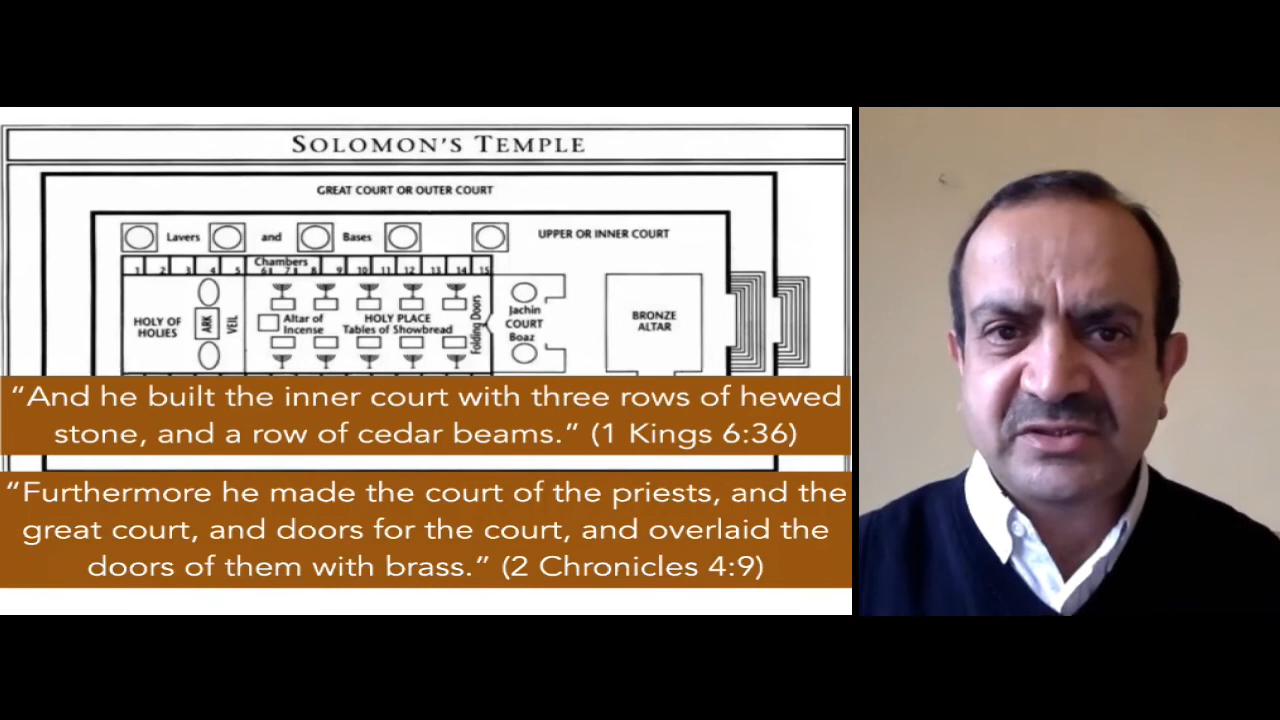 SOLOMON'S TEMPLE
GREAT COURT OR OUTER COURT
Lavers and Bases
UPPER OR INNER COURT
Chambers
1 2 3 4 5 6 7 8 9 10 11 12 13 14 15
HOLY OF
HOLIES
ARK
VEIL
Altar of
Incense
HOLY PLACE
Tables of Showbread
Folding Doors
Jachin
COURT
Boaz
BRONZE
ALTAR
“And he built the inner court with three rows of hewed
stone, and a row of cedar beams.” (1 Kings 6:36)
“Furthermore he made the court of the priests, and the
great court, and doors for the court, and overlaid the
doors of them with brass.” (2 Chronicles 4:9)